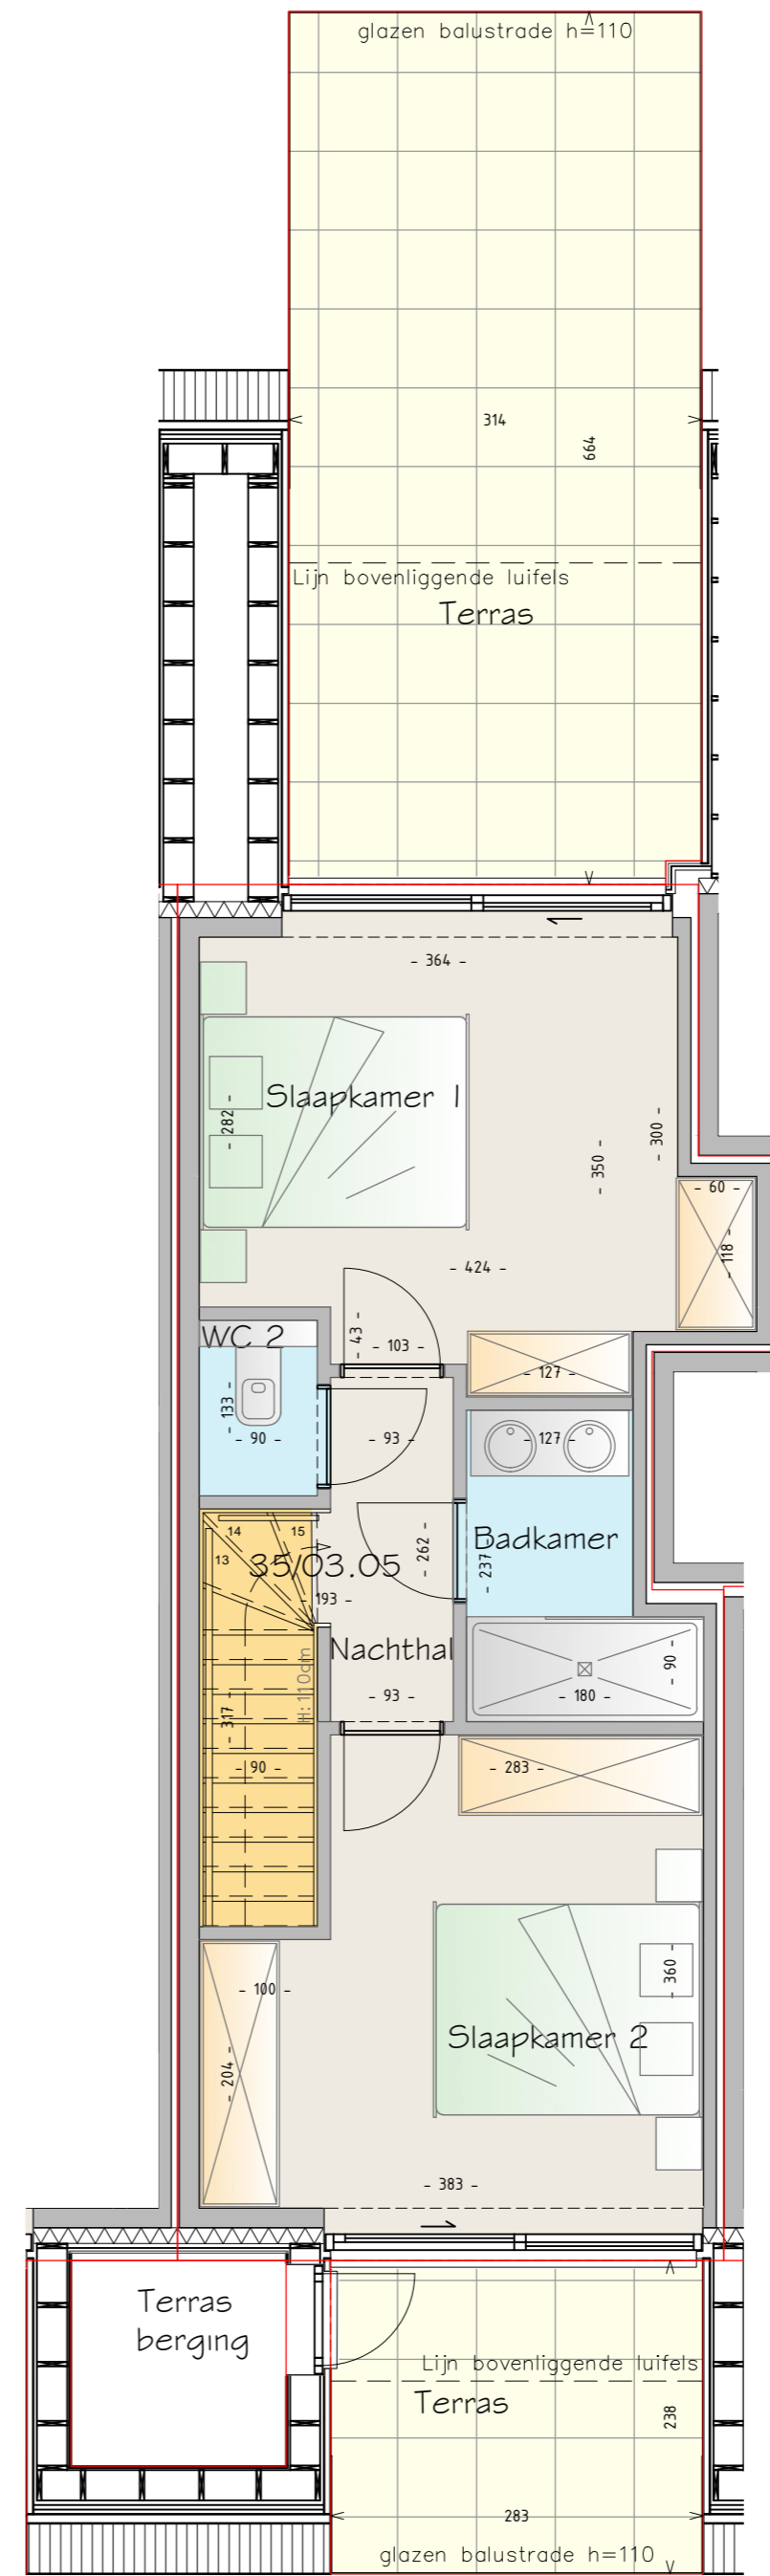 glazen balustrade h=110
314
664
Lijn bovenliggende luifels
Terras
- 364 -
Slaapkamer 1
- 282 -
- 300 -
- 350 -
- 60 -
- 118 -
- 424 -
WC 2
- 43 -
- 103 -
- 127 -
- 133 -
- 90 -
- 93 -
- 127 -
14
15
13
35/03.05
- 262 -
Badkamer
- 237 -
- 193 -
Nachthal
H: 110cm
- 93 -
- 90 -
- 180 -
- 317 -
- 90 -
- 283 -
- 100 -
- 360 -
Slaapkamer 2
- 204 -
- 383 -
Terras
berging
Lijn bovenliggende luifels
Terras
238
283
glazen balustrade h=110